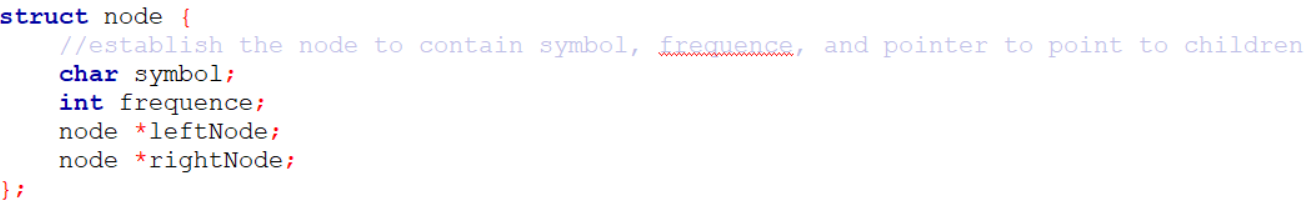 struct node {
//establish the node to contain symbol, frequence, and pointer to point to children
char symbol;
int frequence;
node *leftNode;
node *rightNode;
};